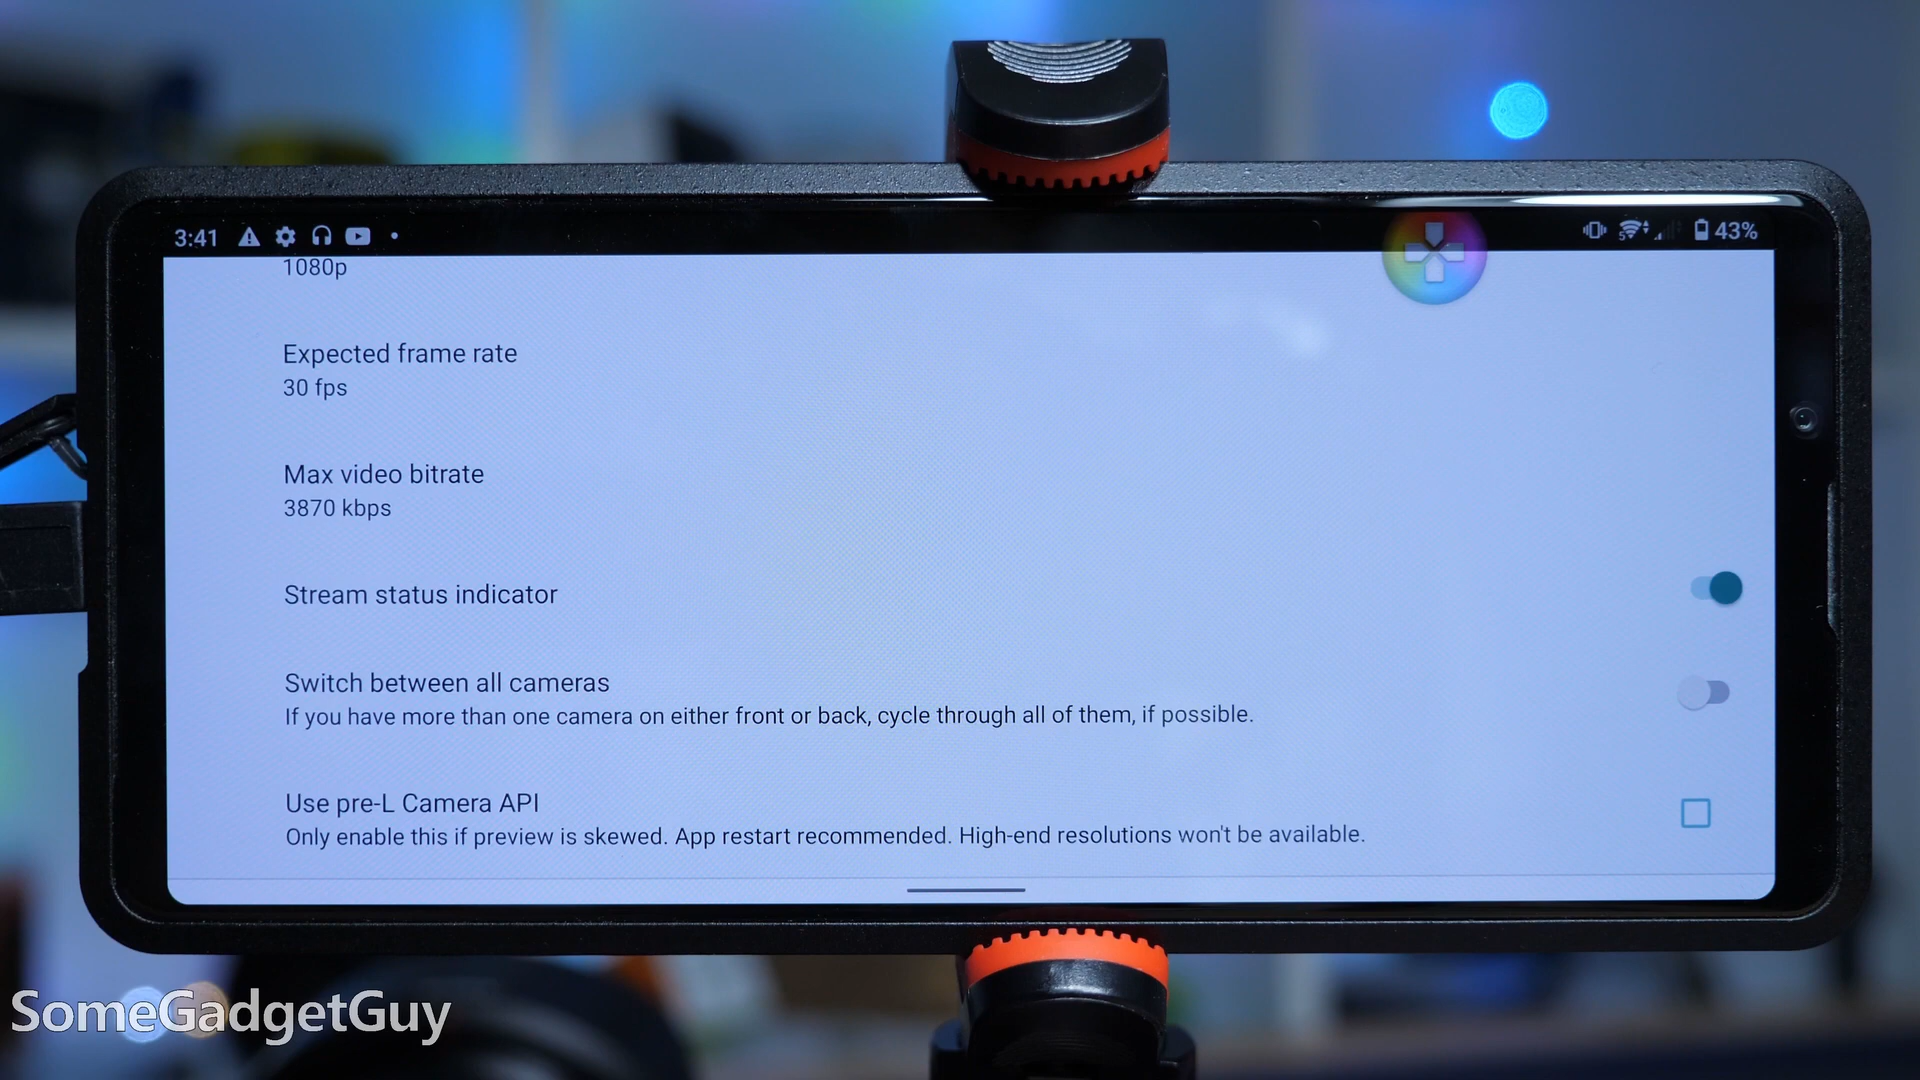 3:41
5
43%
1080p
Expected frame rate
30 fps
Max video bitrate
3870 kbps
Stream status indicator
Switch between all cameras
If you have more than one camera on either front or back, cycle through all of them, if possible.
Use pre-L Camera API
Only enable this if preview is skewed. App restart recommended. High-end resolutions won't be available.
SomeGadgetGuy